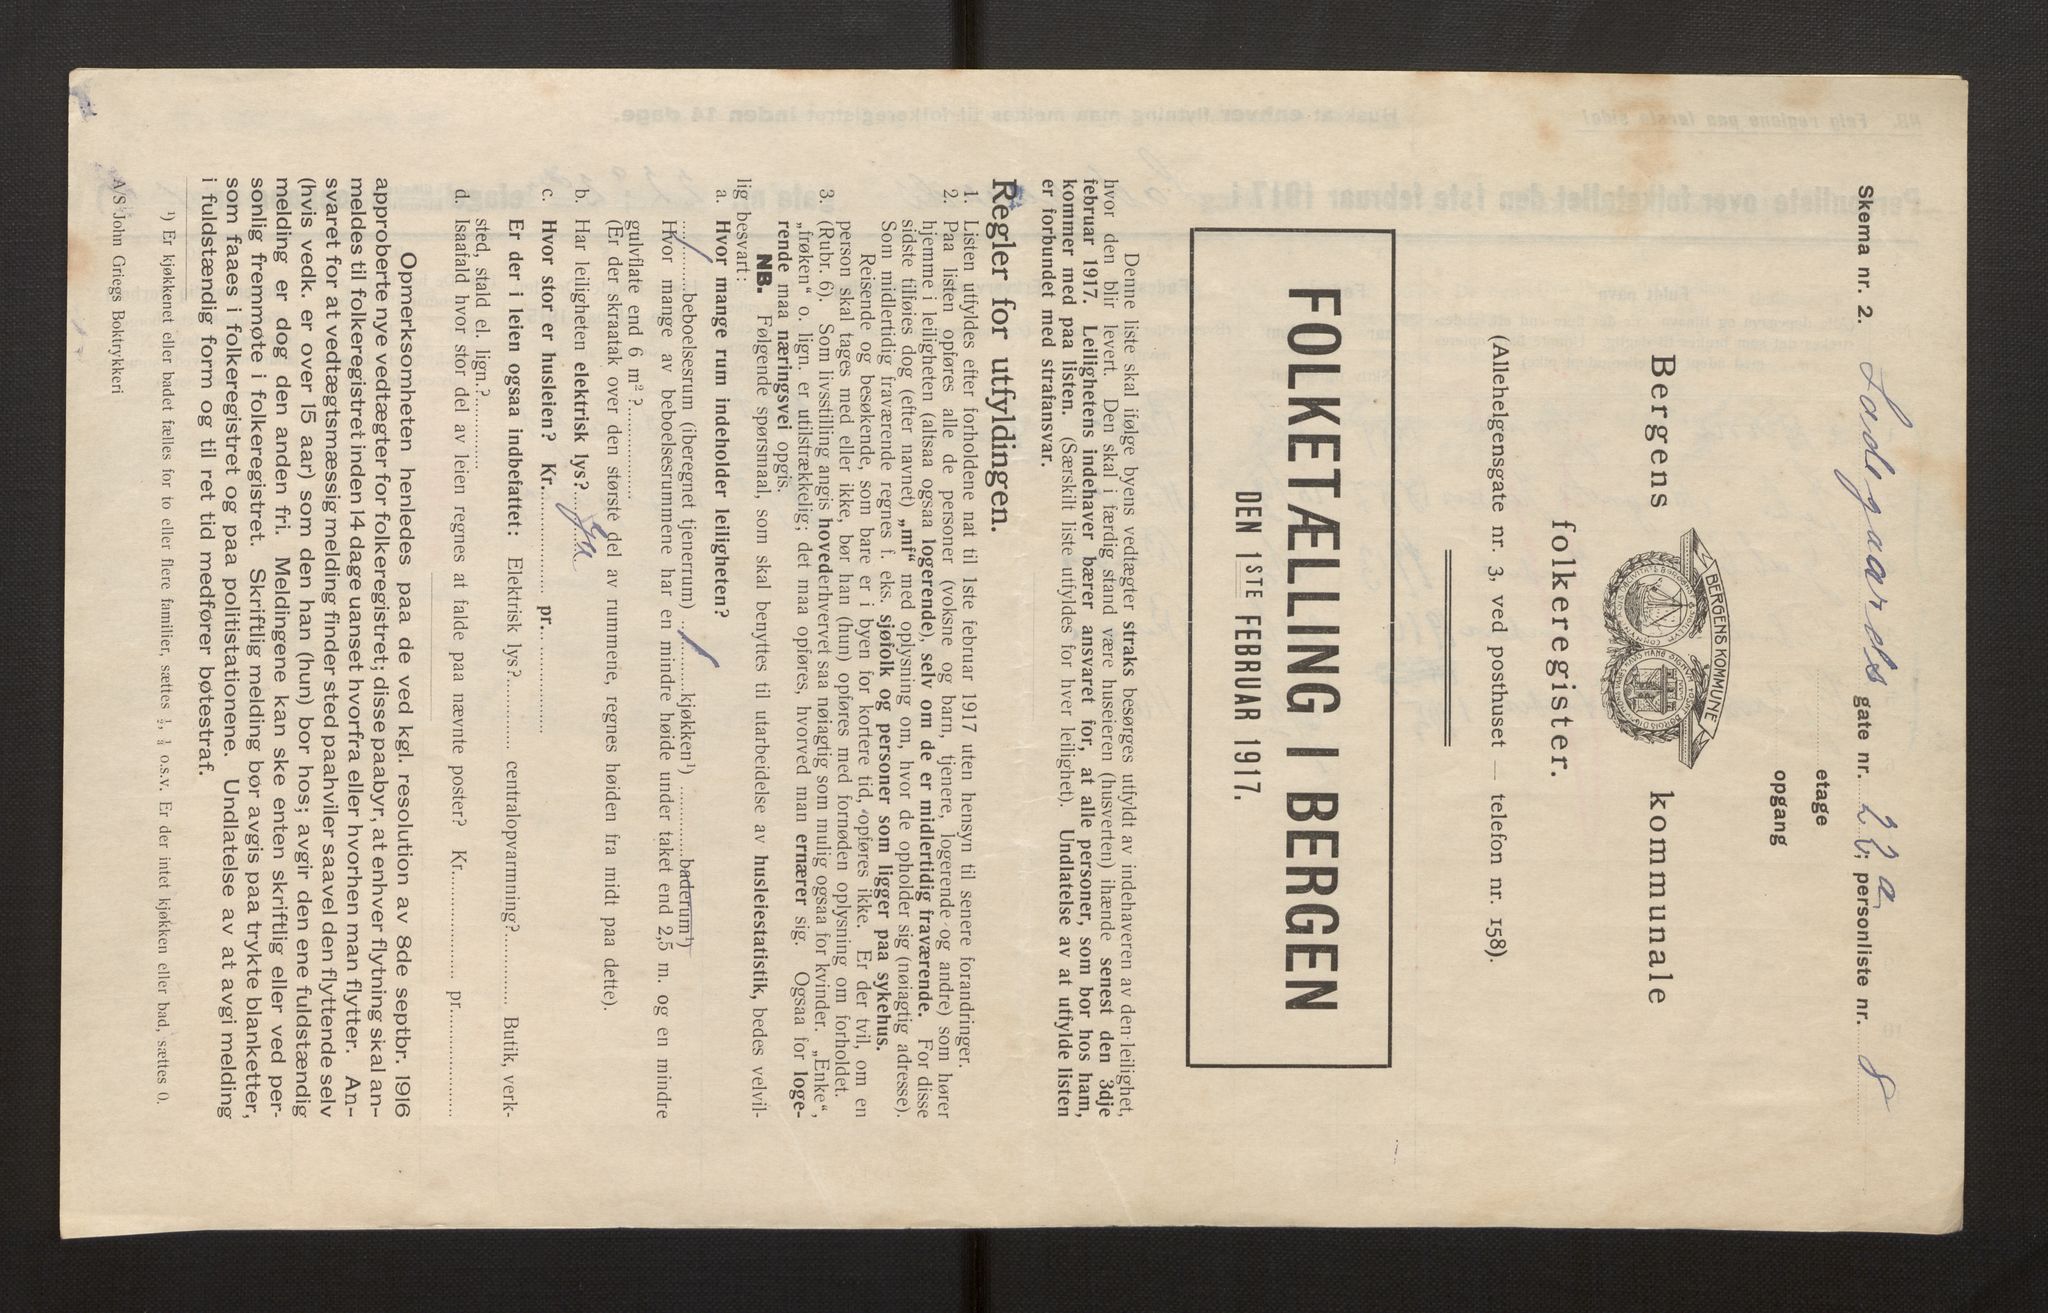 Skema nr. 2. Ladegaards gate nr. 22a; personliste nr. 8
etage
opgang
BERGENS KOMMUNE
Bergens kommunale
folkeregister.
(Allehelgensgate nr. 3, ved posthuset — telefon nr. 158).
FOLKETÆLLING I BERGEN
DEN 1STE FEBRUAR 1917.
Denne liste skal ifølge byens vedtægter straks besørges utfyldt av indehaveren av den leilighet,
hvor den blir levert. Den skal i færdig stand være huseieren (husverten) ihænde senest den 3dje
februar 1917. Leilighetens indehaver bærer ansvaret for, at alle personer, som bor hos ham,
kommer med paa listen. (Særskilt liste utfyldes for hver leilighet). Undlatelse av at utfylde listen
er forbundet med strafansvar.
Regler for utfyldingen.
1. Listen utfyldes efter forholdene nat til 1ste februar 1917 uten hensyn til senere forandringer.
2. Paa listen opføres alle de personer (voksne og barn, tjenere, logerende og andre) som hører
hjemme i leiligheten (altsaa ogsaa logerende), selv om de er midlertidig fraværende. For disse
sidste tilføies dog (efter navnet) „mf“ med oplysning om, hvor de opholder sig (nøiagtig adresse).
Som midlertidig fraværende regnes f. eks. sjøfolk og personer som ligger paa sykehus.
Reisende og besøkende, som bare er i byen for kortere tid, opføres ikke. Er der tvil, om en
person skal tages med eller ikke, bør han (hun) opføres med fornøden oplysning om forholdet.
3. (Rubr. 6). Som livsstilling angis hovederhvervet saa nøiagtig som mulig ogsaa for kvinder. „Enke“,
„frøken“ o. lign. er utilstrækkelig; det maa opføres, hvorved man ernærer sig. Ogsaa for loge-
rende maa næringsvei opgis.
NB. Følgende spørsmaal, som skal benyttes til utarbeidelse av husleiestatistik, bedes velvil-
lig besvart:
a. Hvor mange rum indeholder leiligheten?
1 beboelsesrum (iberegnet tjenerrum) 1 kjøkken¹) baderum¹)
Hvor mange av beboelsesrummene har en mindre høide under taket end 2,5 m. og en mindre
gulvflate end 6 m²?
(Er der skraatak over den største del av rummene, regnes høiden fra midt paa dette).
b. Har leiligheten elektrisk lys? Ja
c. Hvor stor er husleien? Kr. pr.
Er der i leien ogsaa indbefattet: Elektrisk lys? centralopvarmning? Butik, verk-
sted, stald el. lign.?
d. Isaafald hvor stor del av leien regnes at falde paa nævnte poster? Kr. pr.
Opmerksomheten henledes paa de ved kgl. resolution av 8de septbr. 1916
approberte nye vedtægter for folkeregistret; disse paabyr, at enhver flytning skal an-
meldes til folkeregistret inden 14 dage uanset hvorfra eller hvorhen man flytter. An-
svaret for at vedtægtsmæssig melding finder sted paahviler saavel den flyttende selv
(hvis vedk. er over 15 aar) som den han (hun) bor hos; avgir den ene fuldstændig
melding er dog den anden fri. Meldingene kan ske enten skriftlig eller ved per-
sonlig fremmøte i folkeregistret. Skriftlig melding bør avgis paa trykte blanketter,
som faaes i folkeregistret og paa politistationene. Undlatelse av at avgi melding
i fuldstændig form og til ret tid medfører bøtestraf.
¹) Er kjøkkenet eller badet fælles for to eller flere familier, sættes ½, ⅓ o.s.v. Er der intet kjøkken eller bad, sættes 0.
A/S John Griegs Boktrykkeri